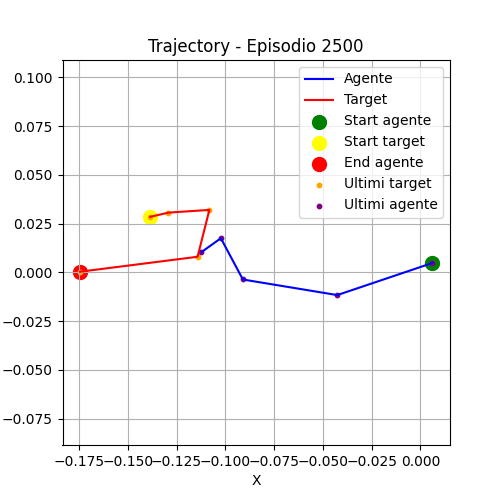 Trajectory - Episodio 2500
Agente
Target
Start agente
Start target
End agente
Ultimi target
Ultimi agente
0.100
0.075
0.050
0.025
0.000
−0.025
−0.050
−0.075
−0.175 −0.150 −0.125 −0.100 −0.075 −0.050 −0.025 0.000
X